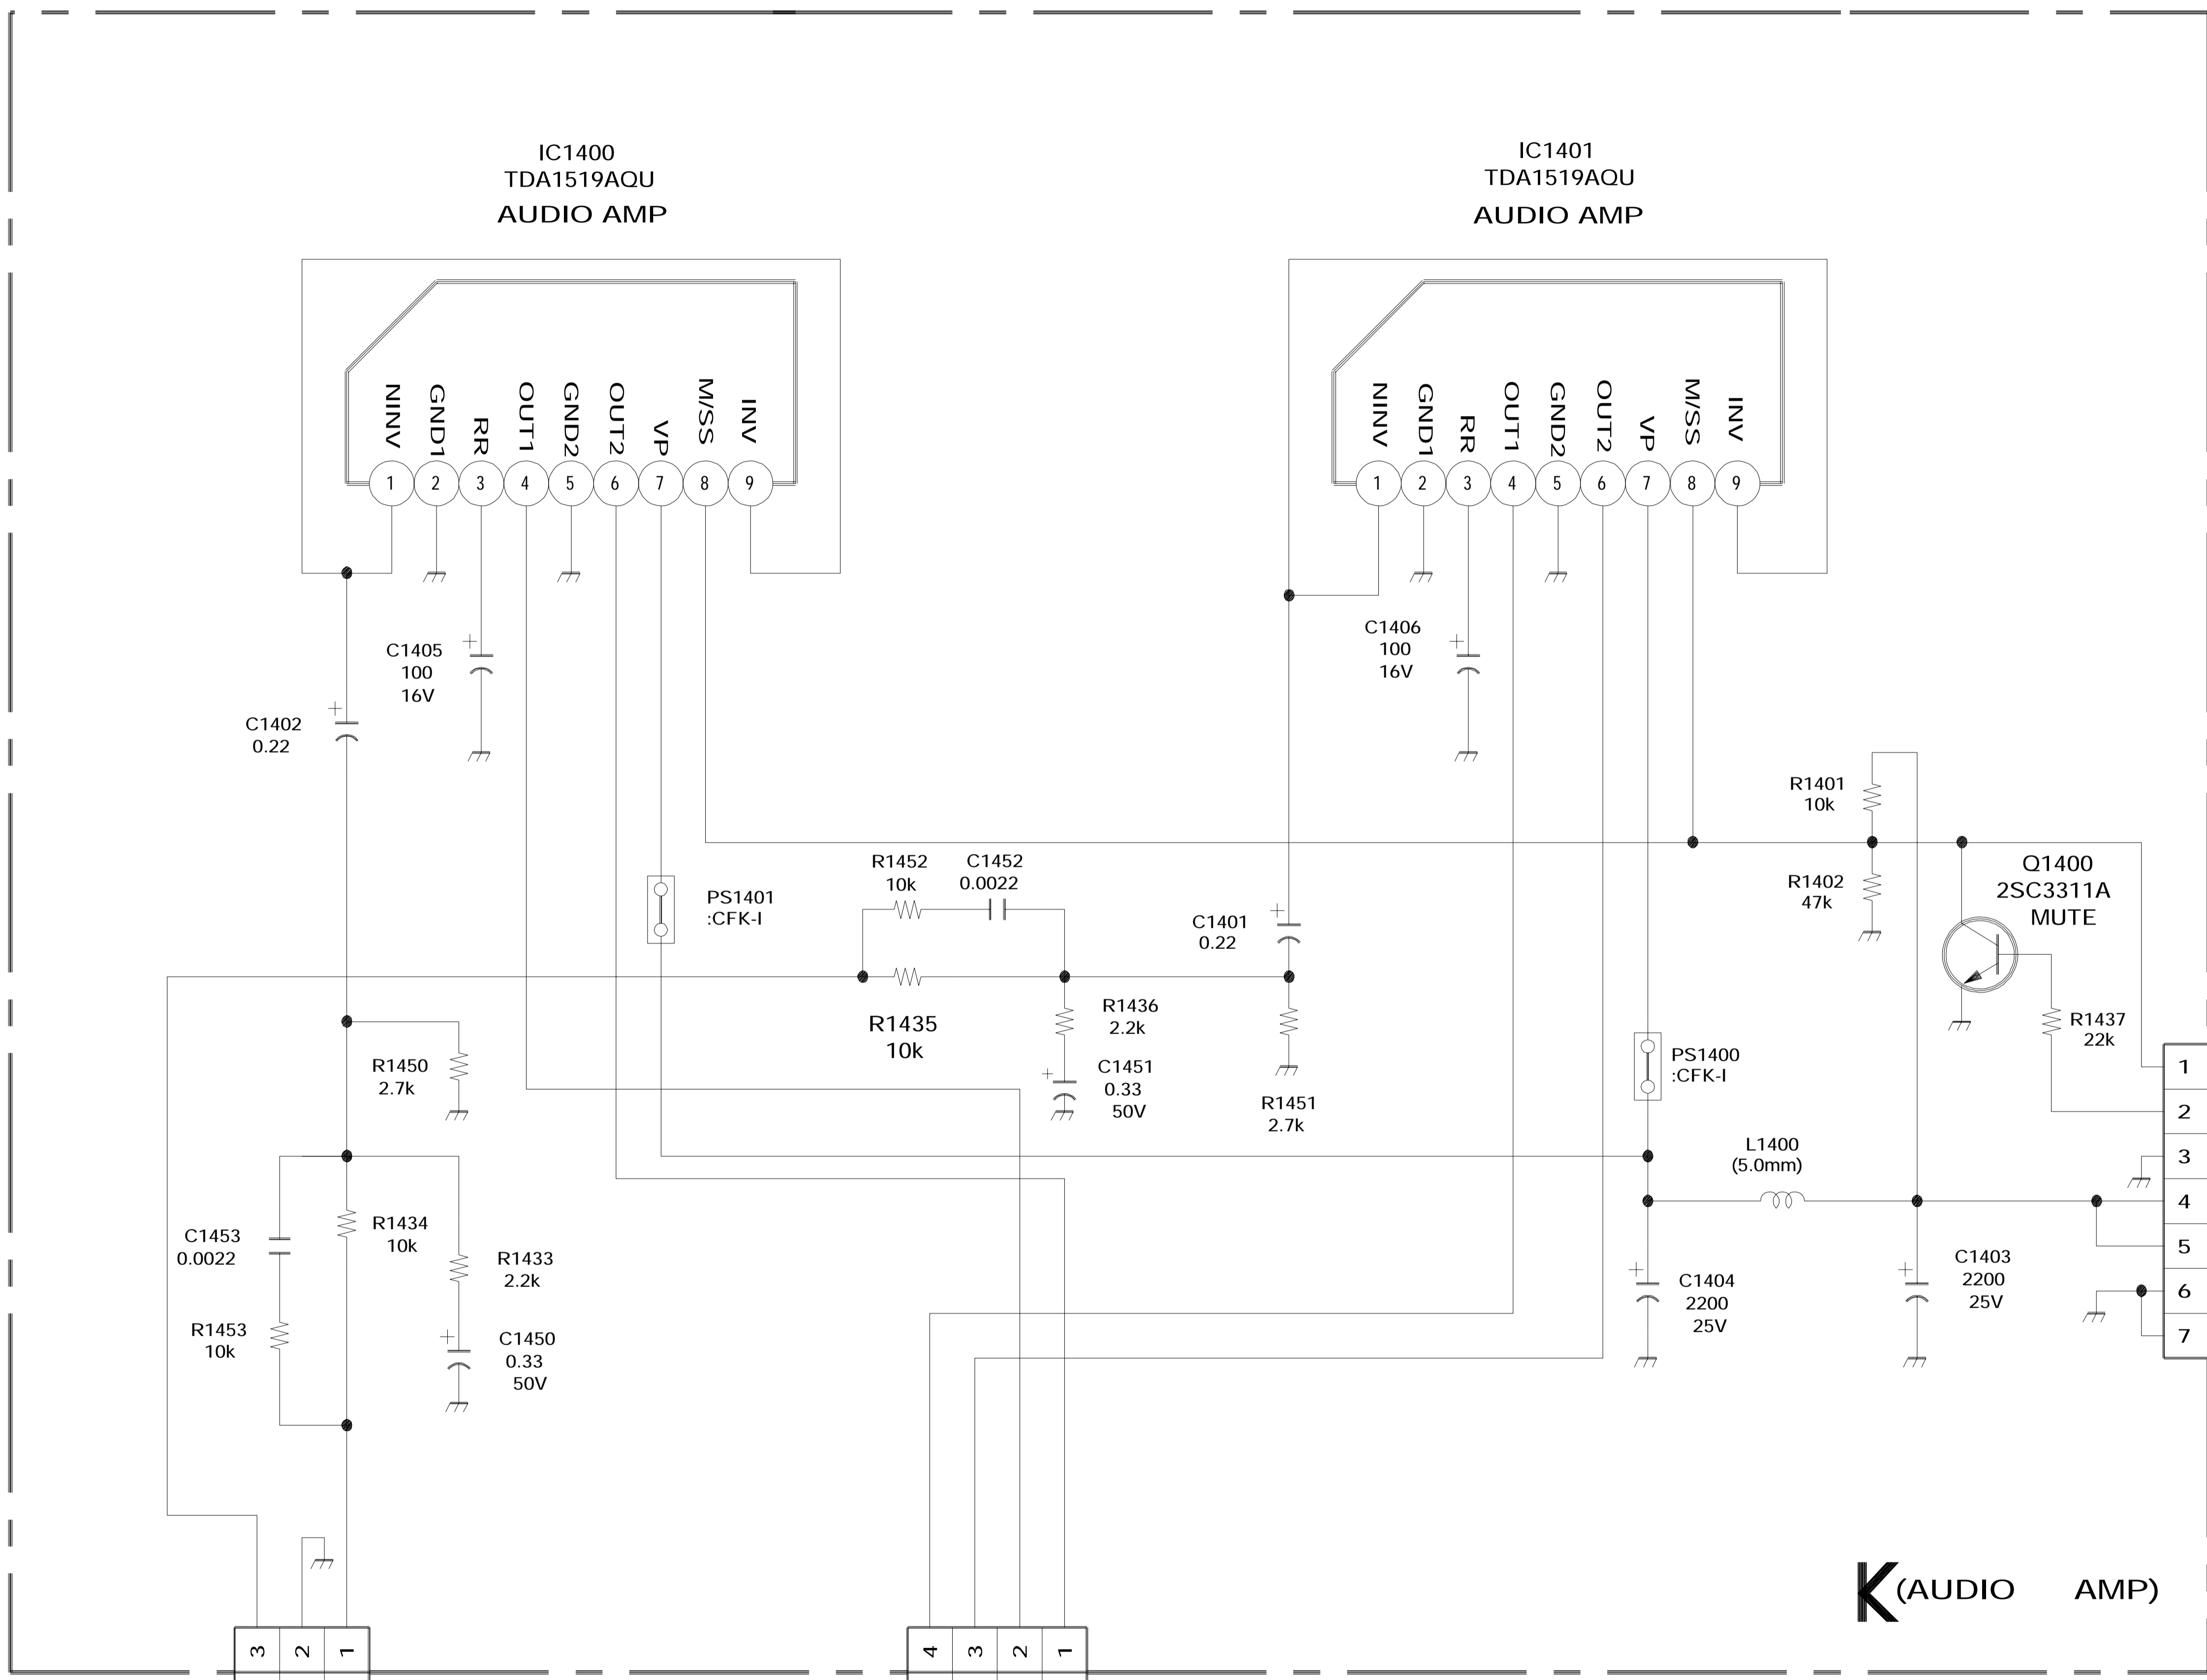 IC1400
TDA1519AQU
AUDIO AMP
IC1401
TDA1519AQU
AUDIO AMP
NINV
GND1
RR
OUT1
GND2
OUT2
VP
M/SS
INV
1
2
3
4
5
6
7
8
9
NINV
GND1
RR
OUT1
GND2
OUT2
VP
M/SS
INV
1
2
3
4
5
6
7
8
9
C1405
100
16V
C1406
100
16V
C1402
0.22
R1401
10k
R1452
10k
C1452
0.0022
PS1401
:CFK-I
C1401
0.22
R1402
47k
Q1400
2SC3311A
MUTE
R1435
10k
R1436
2.2k
C1451
0.33
50V
R1451
2.7k
R1450
2.7k
PS1400
:CFK-I
R1437
22k
L1400
(5.0mm)
1
2
3
4
5
6
7
C1453
0.0022
R1434
10k
R1433
2.2k
R1453
10k
C1450
0.33
50V
C1404
2200
25V
C1403
2200
25V
K (AUDIO AMP)
3
2
1
4
3
2
1